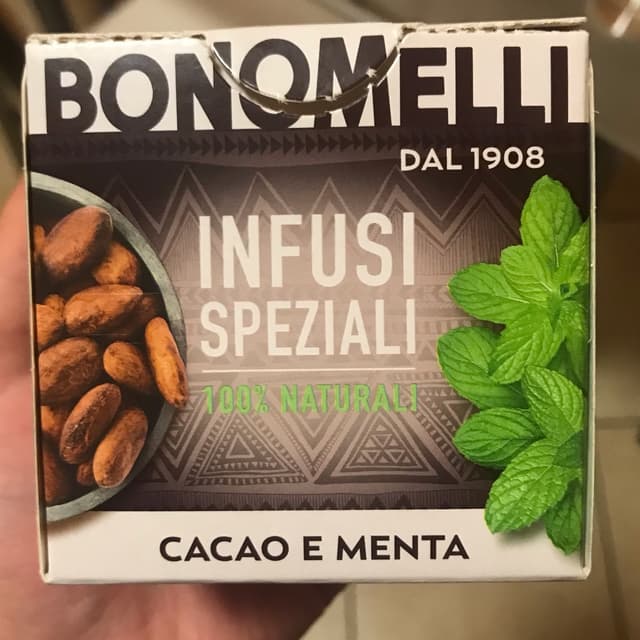 BONOMELLI
DAL 1908
INFUSI
SPEZIALI
100% NATURALI
CACAO E MENTA